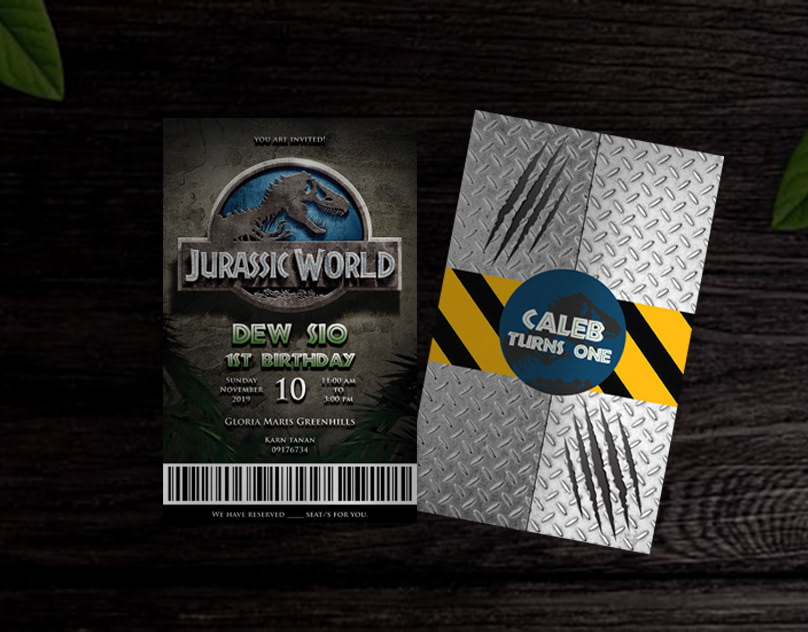 YOU ARE INVITED!
JURASSIC WORLD
DEW SIO
1ST BIRTHDAY
SUNDAY
NOVEMBER
2019
10
11:00 AM
TO
3:00 PM
GLORIA MARIS GREENHILLS
KARN TANAN
09176734
WE HAVE RESERVED ____ SEAT/S FOR YOU.
CALEB
TURNS ONE